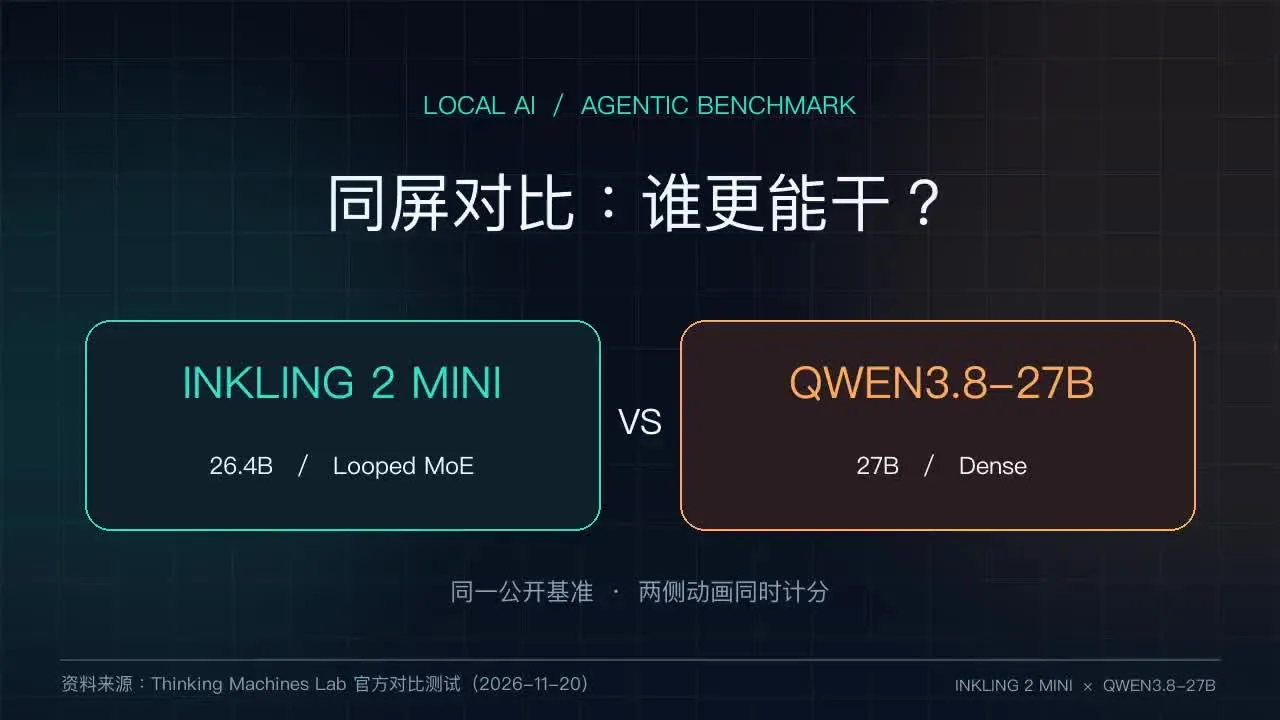 LOCAL AI / AGENTIC BENCHMARK
同屏对比：谁更能干？
INKLING 2 MINI
26.4B / Looped MoE
VS
QWEN3.8–27B
27B / Dense
同一公开基准 · 两侧动画同时计分
资料来源：Thinking Machines Lab 官方对比测试（2026-11-20）
INKLING 2 MINI × QWEN3.8–27B